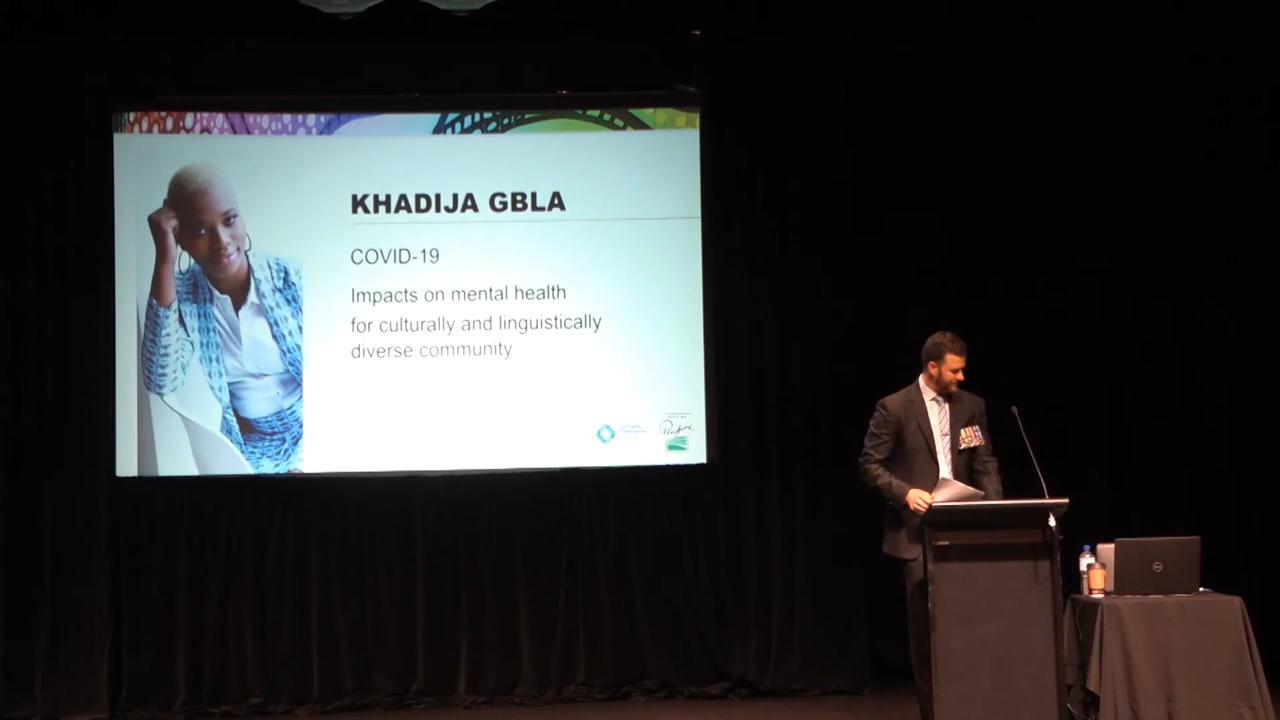 KHADIJA GBLA
COVID-19
Impacts on mental health
for culturally and linguistically
diverse community